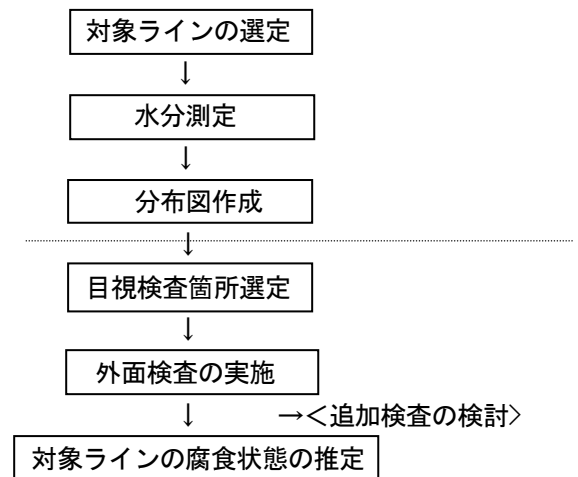 対象ラインの選定
↓
水分測定
↓
分布図作成
↓
目視検査箇所選定
↓
外面検査の実施
↓ →＜追加検査の検討〉
対象ラインの腐食状態の推定